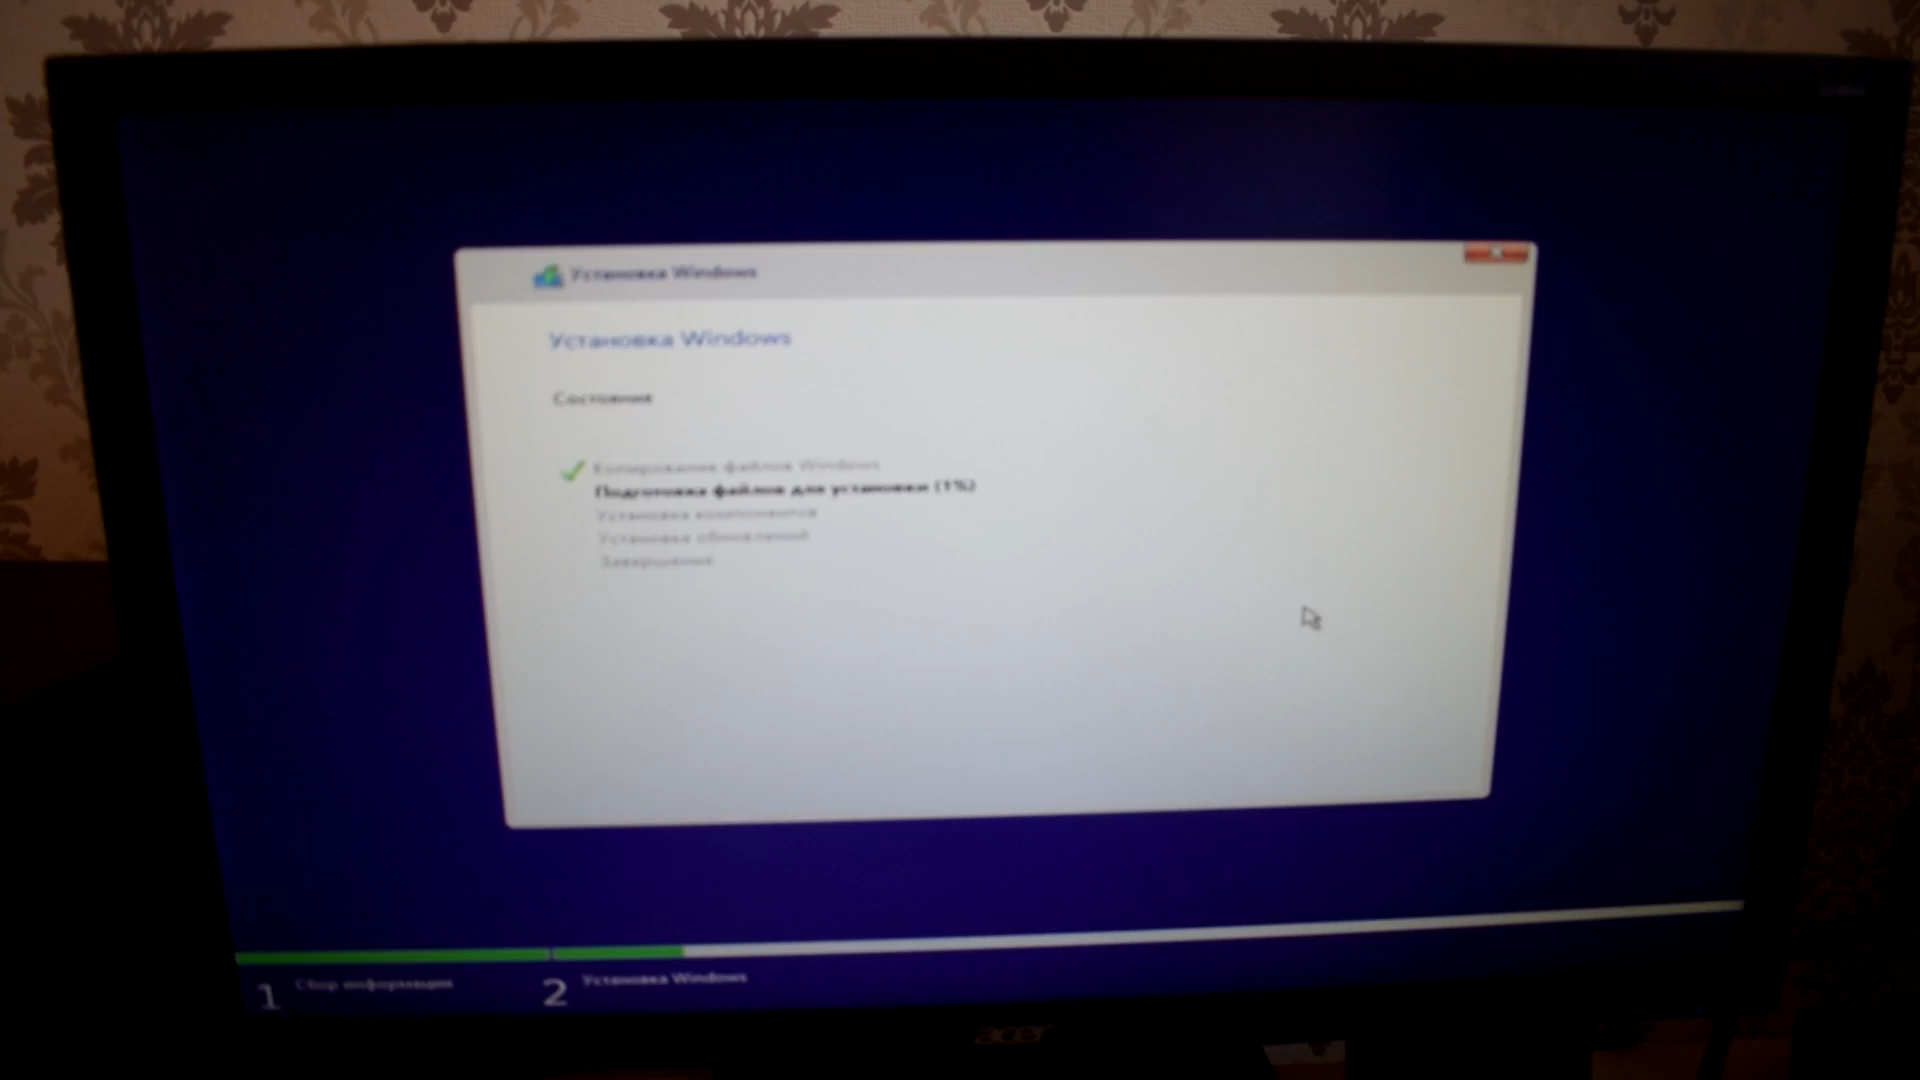 Установка Windows
Установка Windows
Состояние
Копирование файлов Windows
Подготовка файлов для установки (1%)
Установка компонентов
Установка обновлений
Завершение
1 Сбор информации
2 Установка Windows
acer